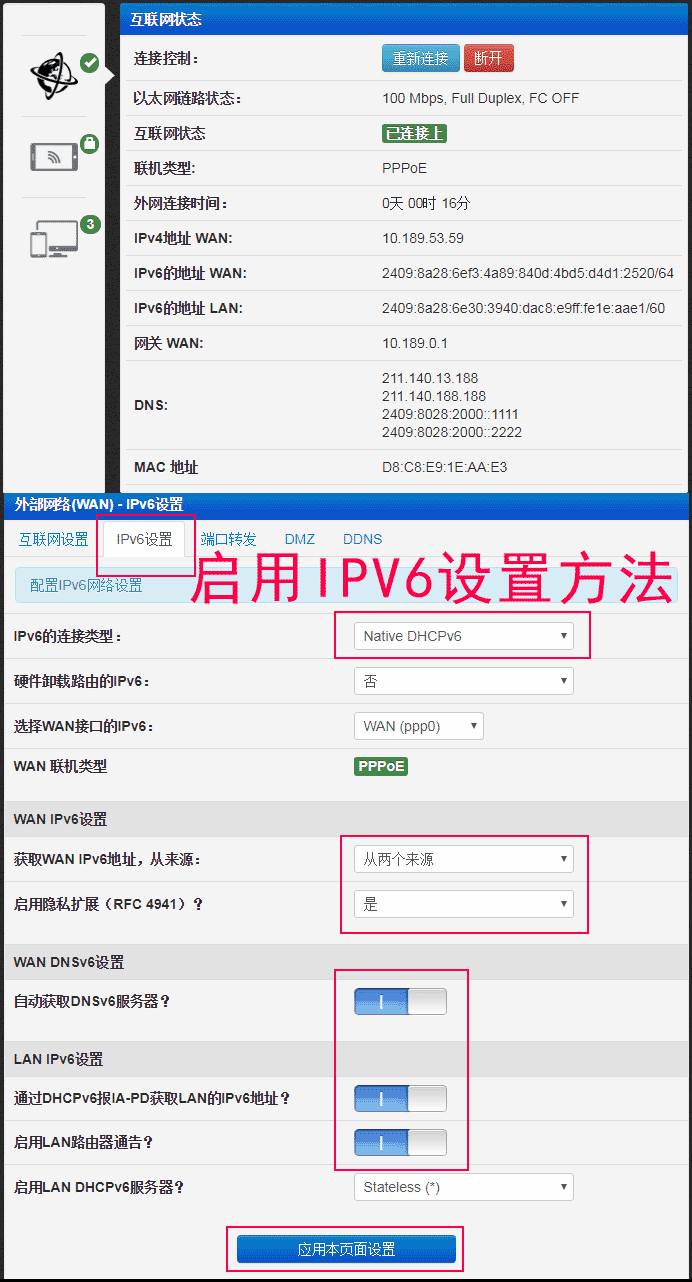 互联网状态
连接控制： 重新连接 断开
以太网链路状态： 100 Mbps, Full Duplex, FC OFF
互联网状态 已连接上
联机类型: PPPoE
外网连接时间： 0天 00时 16分
IPv4地址 WAN: 10.189.53.59
IPv6的地址 WAN: 2409:8a28:6ef3:4a89:840d:4bd5:d4d1:2520/64
IPv6的地址 LAN: 2409:8a28:6e30:3940:dac8:e9ff:fe1e:aae1/60
网关 WAN: 10.189.0.1
DNS: 211.140.13.188
211.140.188.188
2409:8028:2000::1111
2409:8028:2000::2222
MAC 地址 D8:C8:E9:1E:AA:E3
3
外部网络(WAN) - IPv6设置
互联网设置 IPv6设置 端口转发 DMZ DDNS
配置IPv6网络设置
启用IPV6设置方法
IPv6的连接类型： Native DHCPv6
硬件卸载路由的IPv6： 否
选择WAN接口的IPv6： WAN (ppp0)
WAN 联机类型 PPPoE
WAN IPv6设置
获取WAN IPv6地址，从来源： 从两个来源
启用隐私扩展（RFC 4941）？ 是
WAN DNSv6设置
自动获取DNSv6服务器？
LAN IPv6设置
通过DHCPv6报IA-PD获取LAN的IPv6地址？
启用LAN路由器通告？
启用LAN DHCPv6服务器？ Stateless (*)
应用本页面设置